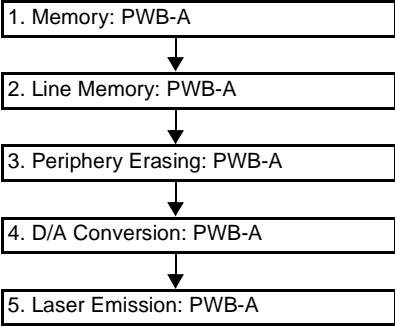 1. Memory: PWB-A
2. Line Memory: PWB-A
3. Periphery Erasing: PWB-A
4. D/A Conversion: PWB-A
5. Laser Emission: PWB-A